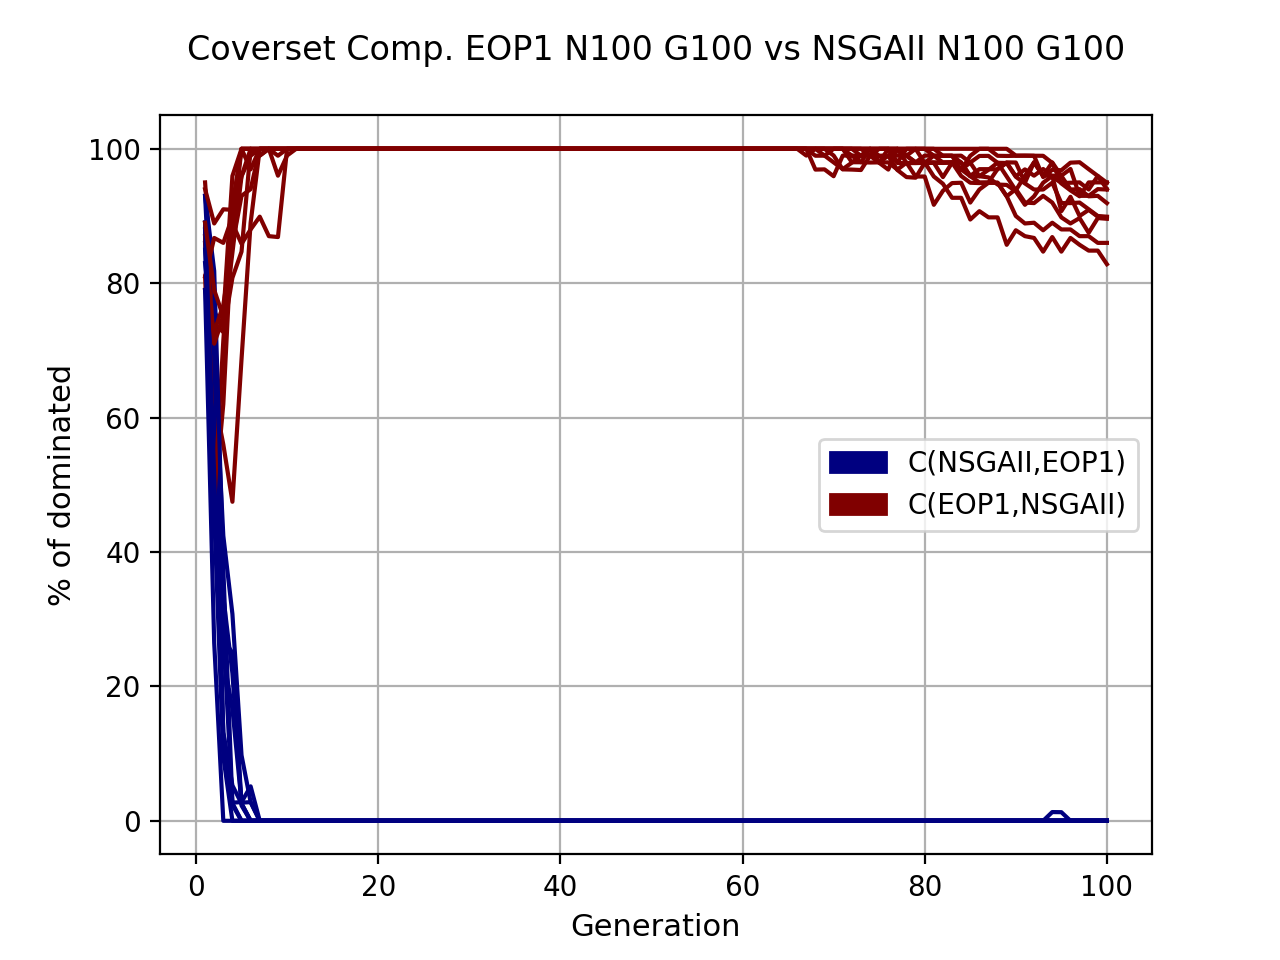 Coverset Comp. EOP1 N100 G100 vs NSGAII N100 G100
100
80
60
40
20
0
% of dominated
C(NSGAII,EOP1)
C(EOP1,NSGAII)
0 20 40 60 80 100
Generation